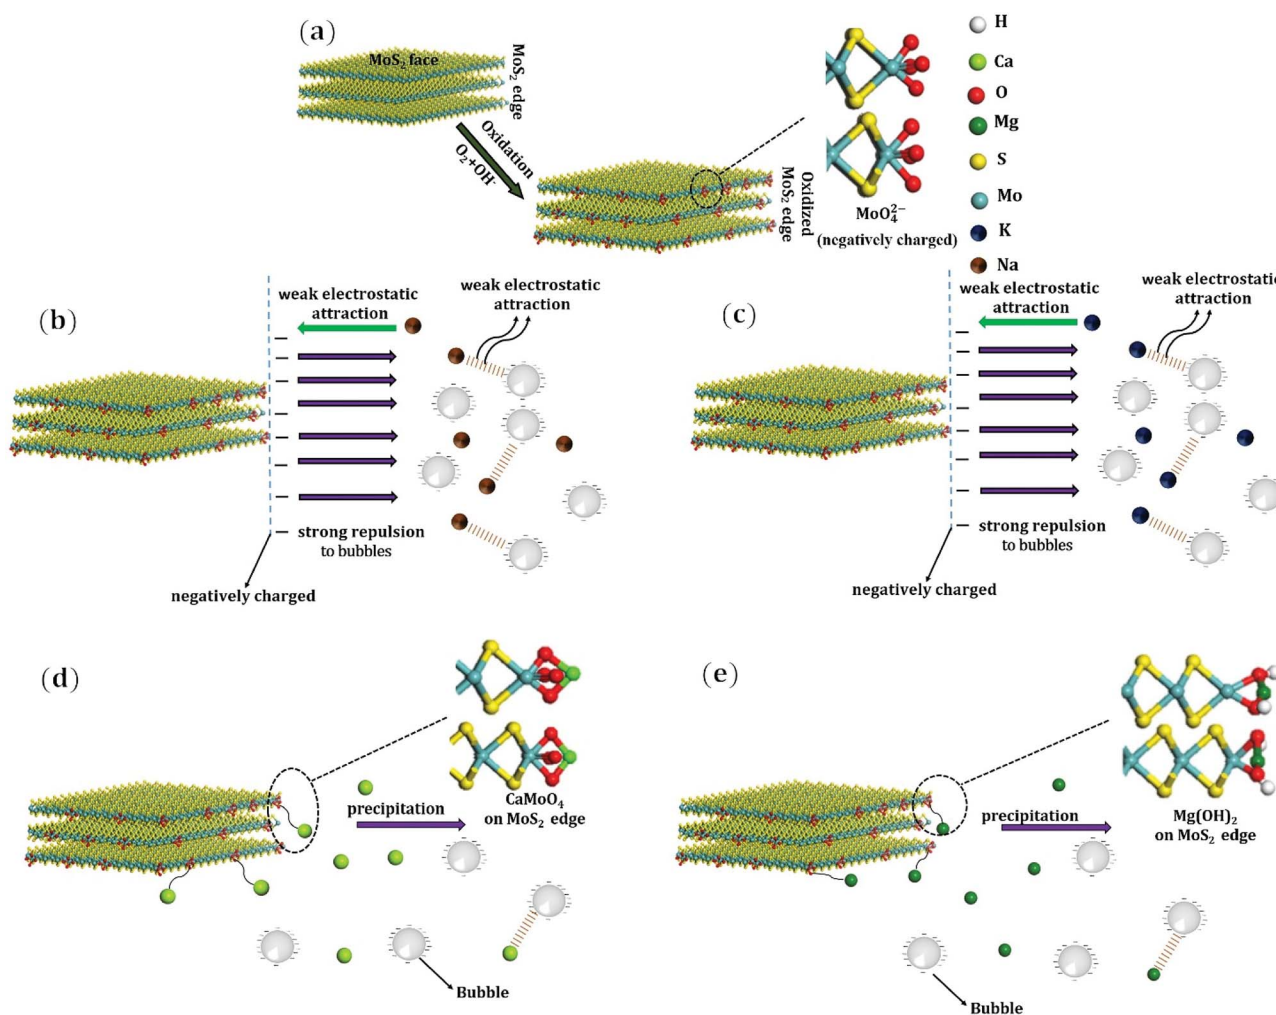 (a)
MoS₂ face
MoS₂ edge
Oxidation
O₂+OH⁻
Oxidized
MoS₂ edge
MoO₄²⁻
(negatively charged)
H
Ca
O
Mg
S
Mo
K
Na
(b)
weak electrostatic
attraction
weak electrostatic
attraction
strong repulsion
to bubbles
negatively charged
(c)
weak electrostatic
attraction
weak electrostatic
attraction
strong repulsion
to bubbles
negatively charged
(d)
precipitation
CaMoO₄
on MoS₂ edge
Bubble
(e)
precipitation
Mg(OH)₂
on MoS₂ edge
Bubble